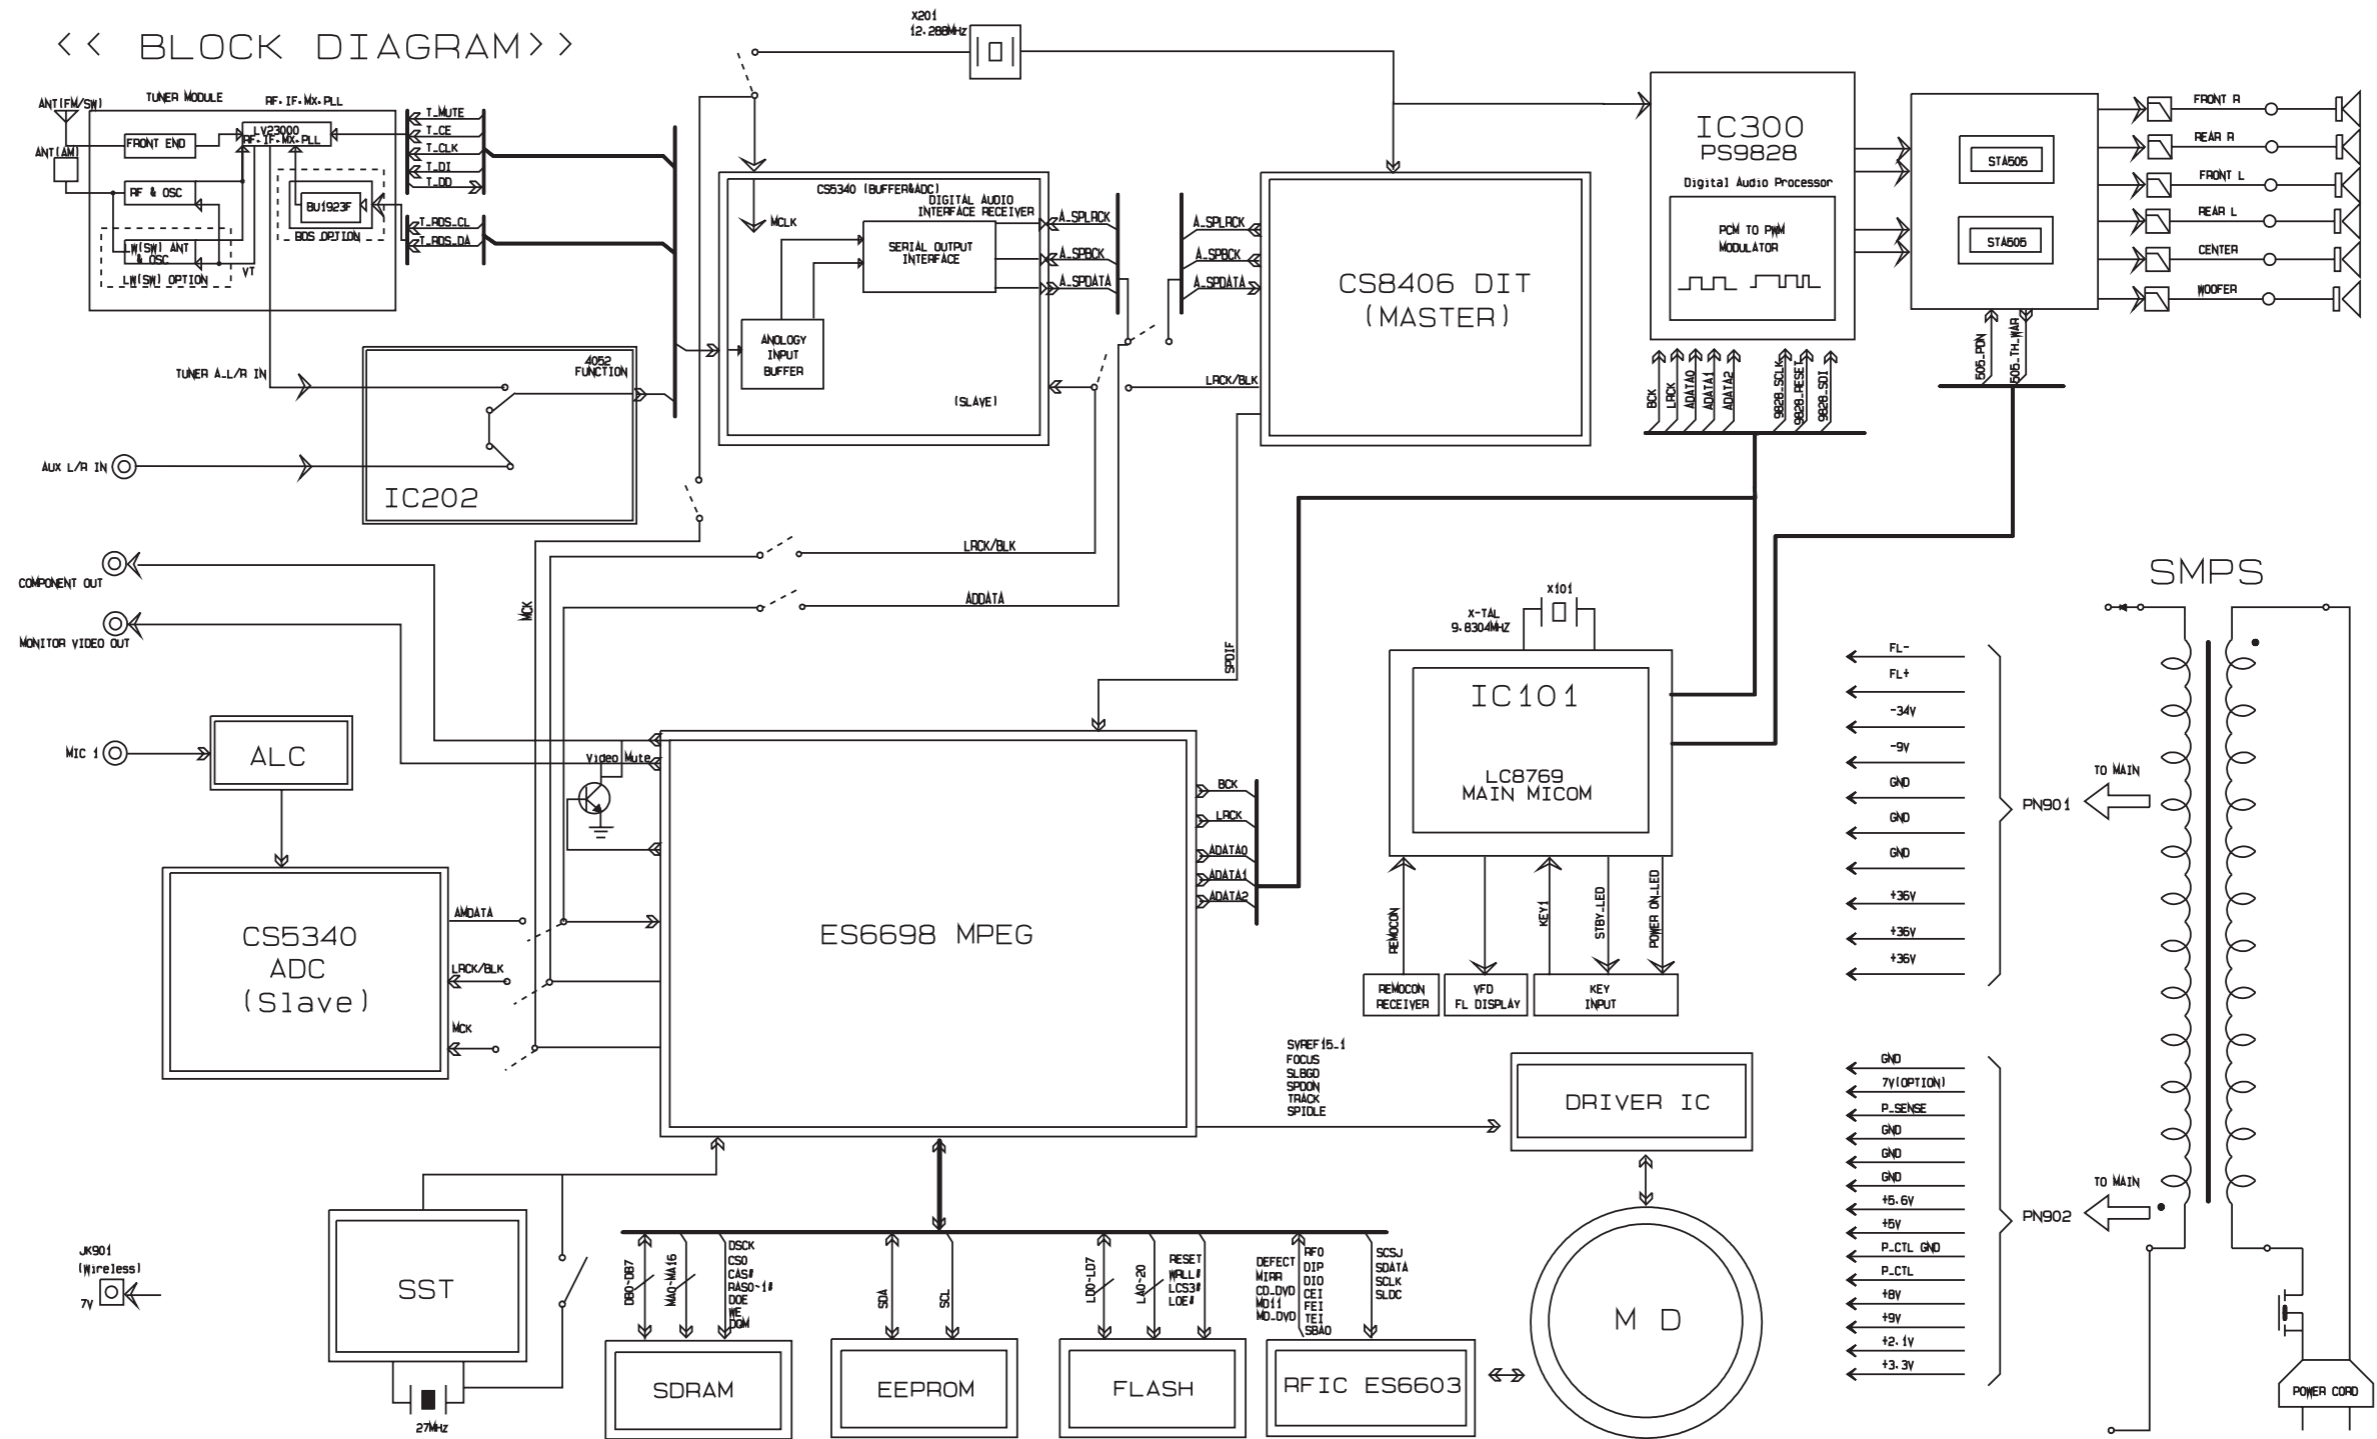 << BLOCK DIAGRAM>>
X201
12.288MHz
ANT(FM/SW)
TUNER MODULE
RF.IF.MX.PLL
LV23000
RF.IF.MX.PLL
FRONT END
ANT(AM)
RF & OSC
BU1923F
LW(SW) ANT
& OSC
LW(SW) OPTION
VT
T_MUTE
T_CE
T_CLK
T_DI
T_DO
T_RDS_CL
T_RDS_DA
CS5340 (BUFFER&ADC)
DIGITAL AUDIO
INTERFACE RECEIVER
MCLK
SERIAL OUTPUT
INTERFACE
ANOLOGY
INPUT
BUFFER
(SLAVE)
A_SPLRCK
A_SPBCK
A_SPDATA
A_SPLRCK
A_SPBCK
A_SPDATA
LRCK/BLK
CS8406 DIT
(MASTER)
IC300
PS9828
Digital Audio Processor
PCM TO PWM
MODULATOR
BCK
LRCK
ADATA0
ADATA1
ADATA2
9828_SCLK
9828_RESET
9828_SDI
STA505
STA505
505_PDN
505_TH_WAR
FRONT R
REAR R
FRONT L
REAR L
CENTER
WOOFER
TUNER A_L/R IN
4052
FUNCTION
AUX L/R IN
IC202
COMPONENT OUT
MONITOR VIDEO OUT
MCK
LRCK/BLK
ADDATA
SPDIF
X101
X-TAL
9.8304MHZ
IC101
LC8769
MAIN MICOM
REMOCON
KEY1
STBY_LED
POWER ON_LED
REMOCON
RECEIVER
VFD
FL DISPLAY
KEY
INPUT
MIC 1
ALC
Video Mute
CS5340
ADC
(Slave)
AMDATA
LRCK/BLK
MCK
ES6698 MPEG
BCK
LRCK
ADATA0
ADATA1
ADATA2
SVREF15_1
FOCUS
SLEGD
SPDON
TRACK
SPIDLE
DRIVER IC
M D
JK901
(Wireless)
7V
SST
27MHz
DB0-DB7
MA0-MA16
DSCK
CS0
CAS#
RAS0-1#
DOE
WE
DQM
SDRAM
SDA
SCL
EEPROM
LD0-LD7
LA0-20
RESET
WRLL#
LCS3#
LOE#
FLASH
DEFECT
MIRR
CD_DVD
MD11
MD_DVD
RFO
DIP
DIO
CEI
FEI
TEI
SBAD
SCSJ
SDATA
SCLK
SLDC
RFIC ES6603
SMPS
FL-
FL+
-34V
-9V
GND
GND
GND
+36V
+36V
+36V
PN901
TO MAIN
GND
7V(OPTION)
P_SENSE
GND
GND
GND
+5.6V
+5V
P_CTL GND
P_CTL
+8V
+9V
+2.1V
+3.3V
PN902
TO MAIN
POWER CORD